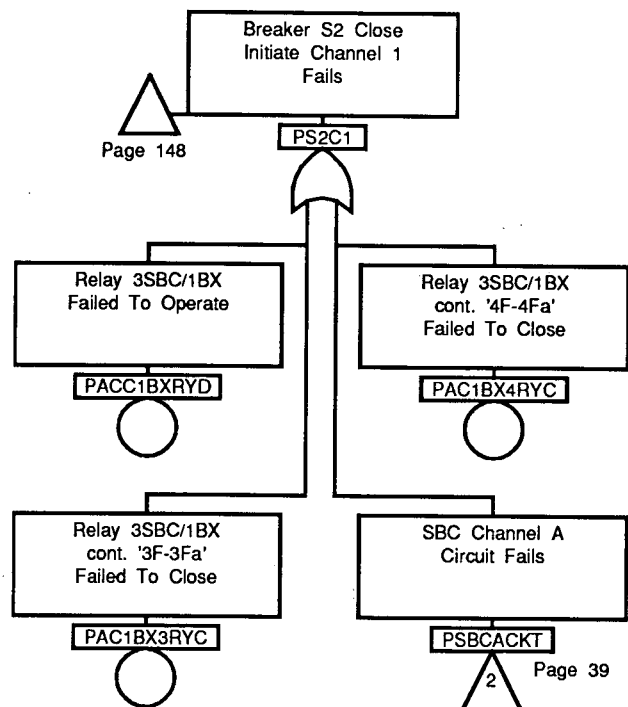 Breaker S2 Close
Initiate Channel 1
Fails
Page 148
PS2C1
Relay 3SBC/1BX
Failed To Operate
PACC1BXRYD
Relay 3SBC/1BX
cont. '4F-4Fa'
Failed To Close
PAC1BX4RYC
Relay 3SBC/1BX
cont. '3F-3Fa'
Failed To Close
PAC1BX3RYC
SBC Channel A
Circuit Fails
PSBCACKT
2
Page 39